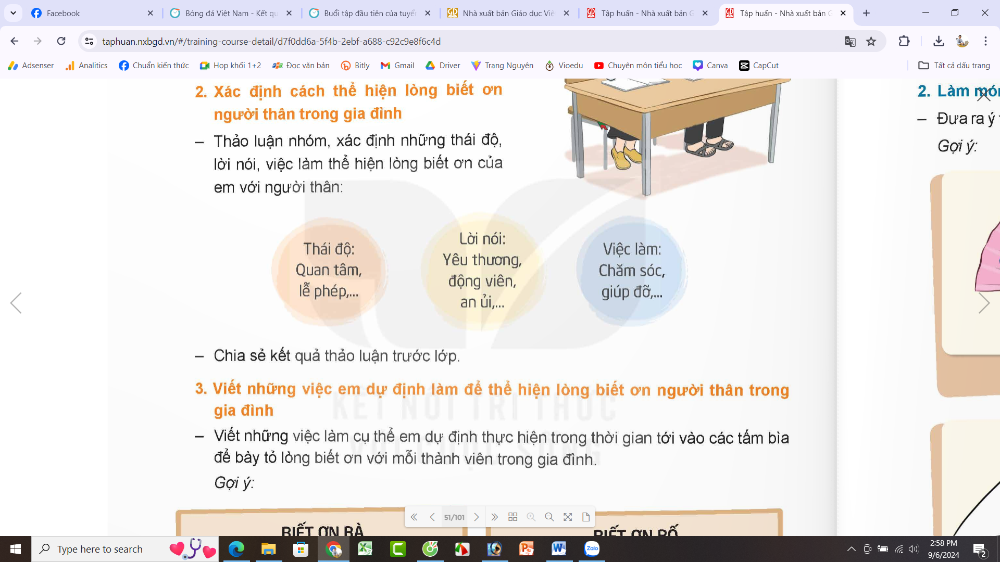 Facebook
Bóng đá Việt Nam - Kết qu
Buổi tập đầu tiên của tuyển
Nhà xuất bản Giáo dục Việ
Tập huấn - Nhà xuất bản G
Tập huấn - Nhà xuất bản G
taphuan.nxbgd.vn/#/training-course-detail/d7f0dd6a-5f4b-2ebf-a688-c92c9e8f6c4d
Adsenser
Analitics
Chuẩn kiến thức
Họp khối 1+2
Đọc văn bản
Bitly
Gmail
Driver
Trạng Nguyên
Vioedu
Chuyên môn tiểu học
Canva
CapCut
Tất cả dấu trang
2. Xác định cách thể hiện lòng biết ơn
người thân trong gia đình
– Thảo luận nhóm, xác định những thái độ,
lời nói, việc làm thể hiện lòng biết ơn của
em với người thân:
Thái độ:
Quan tâm,
lễ phép,...
Lời nói:
Yêu thương,
động viên,
an ủi,...
Việc làm:
Chăm sóc,
giúp đỡ,...
– Chia sẻ kết quả thảo luận trước lớp.
3. Viết những việc em dự định làm để thể hiện lòng biết ơn người thân trong
gia đình
– Viết những việc làm cụ thể em dự định thực hiện trong thời gian tới vào các tấm bìa
để bày tỏ lòng biết ơn với mỗi thành viên trong gia đình.
Gợi ý:
KẾT NỐI TRI THỨC
VỚI CUỘC SỐNG
BIẾT ƠN BÀ
BIẾT ƠN BỐ
51/101
2. Làm món
– Đưa ra ý
Gợi ý:
Type here to search
Zalo
2:58 PM
9/6/2024
2